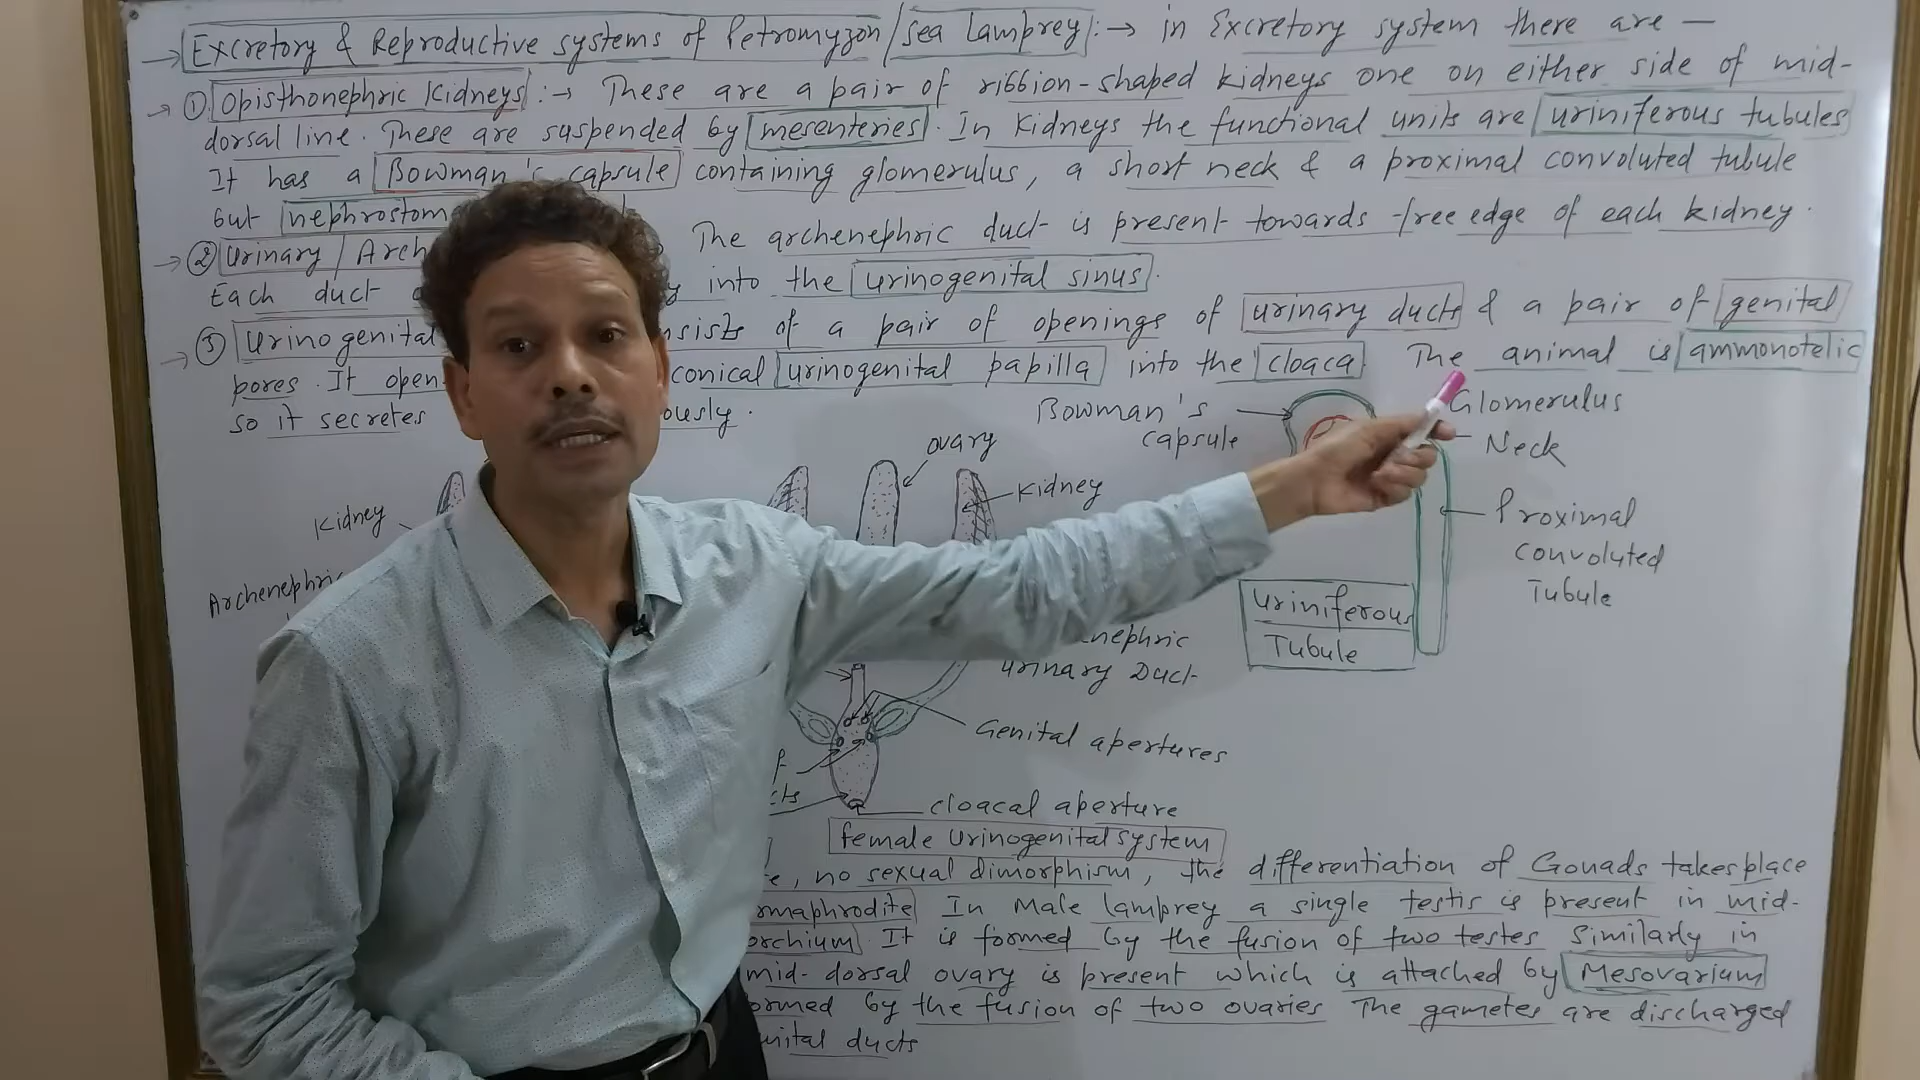 → Excretory & Reproductive systems of Petromyzon/sea lamprey :→ in Excretory system there are —
→ ① Opisthonephric Kidneys :→ These are a pair of ribbion-shaped kidneys one on either side of mid-
dorsal line. These are suspended by mesenteries. In Kidneys the functional units are uriniferous tubules
It has a Bowman's capsule containing glomerulus, a short neck & a proximal convoluted tubule
but nephrostom
→ ② Urinary / Arch The archenephric duct is present towards free edge of each kidney.
Each duct into the urinogenital sinus.
→ ③ Urinogenital of a pair of openings of urinary ducts & a pair of genital
pores. It open conical urinogenital papilla into the cloaca. The animal is ammonotelic
so it secretes
Bowman's
capsule
Glomerulus
Neck
Proximal
convoluted
Tubule
Uriniferous
Tubule
ovary
Kidney
Kidney
Archenephric
urinary Duct
Genital apertures
cloacal aperture
female Urinogenital system
no sexual dimorphism, the differentiation of Gonads takes place
In Male lamprey a single testis is present in mid-
It is formed by the fusion of two testes Similarly in
mid-dorsal ovary is present which is attached by Mesovarium
by the fusion of two ovaries The gametes are discharged
ducts